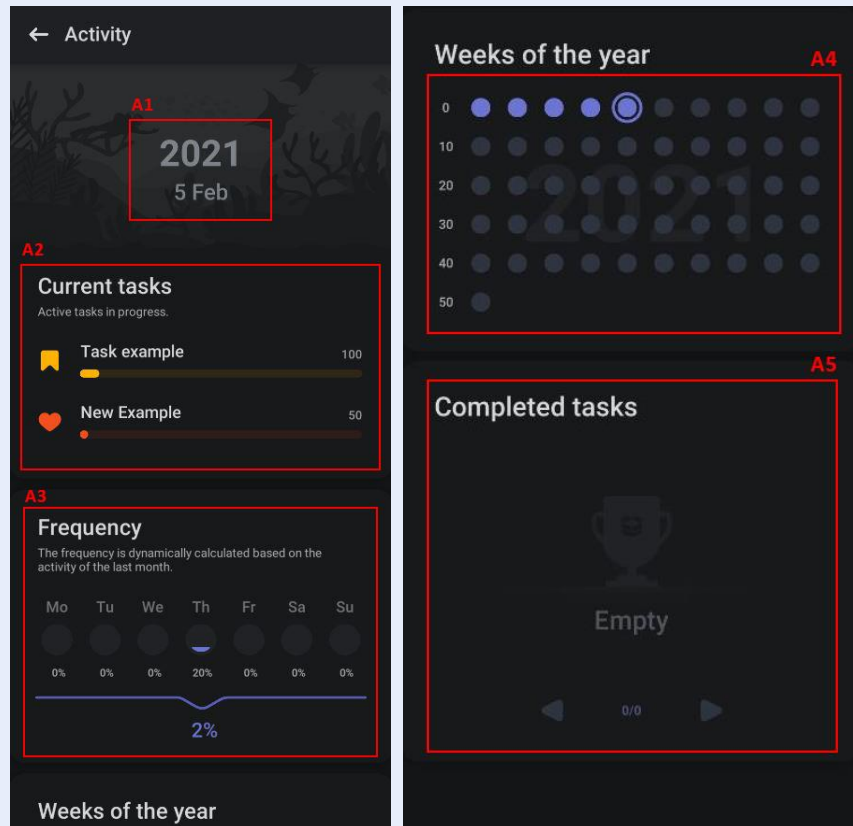 Activity
A1
2021
5 Feb
A2
Current tasks
Active tasks in progress.
Task example 100
New Example 50
A3
Frequency
The frequency is dynamically calculated based on the
activity of the last month.
Mo Tu We Th Fr Sa Su
0% 0% 0% 20% 0% 0% 0%
2%
Weeks of the year
Weeks of the year
A4
0
10
20
30
40
50
2021
A5
Completed tasks
Empty
0/0